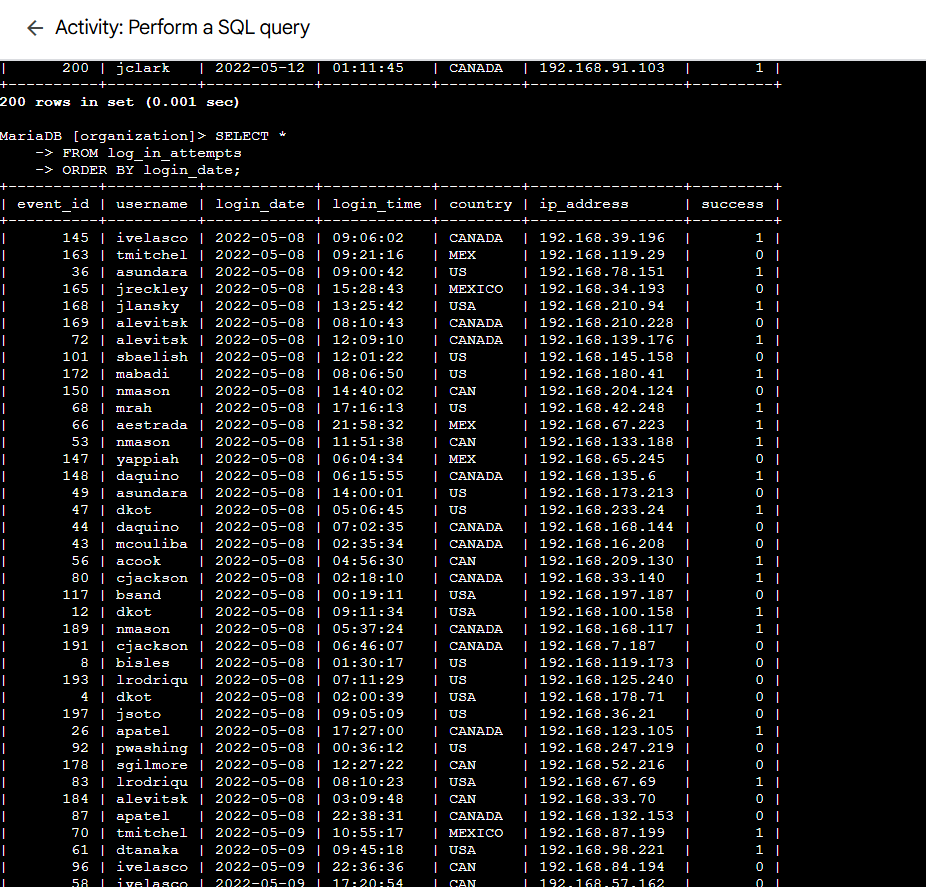 ← Activity: Perform a SQL query
| 200 | jclark | 2022-05-12 | 01:11:45 | CANADA | 192.168.91.103 | 1 |
+----------+----------+------------+------------+---------+-----------------+---------+
200 rows in set (0.001 sec)
MariaDB [organization]> SELECT *
-> FROM log_in_attempts
-> ORDER BY login_date;
+----------+----------+------------+------------+---------+-----------------+---------+
| event_id | username | login_date | login_time | country | ip_address | success |
+----------+----------+------------+------------+---------+-----------------+---------+
| 145 | ivelasco | 2022-05-08 | 09:06:02 | CANADA | 192.168.39.196 | 1 |
| 163 | tmitchel | 2022-05-08 | 09:21:16 | MEX | 192.168.119.29 | 0 |
| 36 | asundara | 2022-05-08 | 09:00:42 | US | 192.168.78.151 | 1 |
| 165 | jreckley | 2022-05-08 | 15:28:43 | MEXICO | 192.168.34.193 | 0 |
| 168 | jlansky | 2022-05-08 | 13:25:42 | USA | 192.168.210.94 | 1 |
| 169 | alevitsk | 2022-05-08 | 08:10:43 | CANADA | 192.168.210.228 | 0 |
| 72 | alevitsk | 2022-05-08 | 12:09:10 | CANADA | 192.168.139.176 | 1 |
| 101 | sbaelish | 2022-05-08 | 12:01:22 | US | 192.168.145.158 | 0 |
| 172 | mabadi | 2022-05-08 | 08:06:50 | US | 192.168.180.41 | 1 |
| 150 | nmason | 2022-05-08 | 14:40:02 | CAN | 192.168.204.124 | 0 |
| 68 | mrah | 2022-05-08 | 17:16:13 | US | 192.168.42.248 | 1 |
| 66 | aestrada | 2022-05-08 | 21:58:32 | MEX | 192.168.67.223 | 1 |
| 53 | nmason | 2022-05-08 | 11:51:38 | CAN | 192.168.133.188 | 1 |
| 147 | yappiah | 2022-05-08 | 06:04:34 | MEX | 192.168.65.245 | 0 |
| 148 | daquino | 2022-05-08 | 06:15:55 | CANADA | 192.168.135.6 | 1 |
| 49 | asundara | 2022-05-08 | 14:00:01 | US | 192.168.173.213 | 0 |
| 47 | dkot | 2022-05-08 | 05:06:45 | US | 192.168.233.24 | 1 |
| 44 | daquino | 2022-05-08 | 07:02:35 | CANADA | 192.168.168.144 | 0 |
| 43 | mcouliba | 2022-05-08 | 02:35:34 | CANADA | 192.168.16.208 | 0 |
| 56 | acook | 2022-05-08 | 04:56:30 | CAN | 192.168.209.130 | 1 |
| 80 | cjackson | 2022-05-08 | 02:18:10 | CANADA | 192.168.33.140 | 1 |
| 117 | bsand | 2022-05-08 | 00:19:11 | USA | 192.168.197.187 | 0 |
| 12 | dkot | 2022-05-08 | 09:11:34 | USA | 192.168.100.158 | 1 |
| 189 | nmason | 2022-05-08 | 05:37:24 | CANADA | 192.168.168.117 | 1 |
| 191 | cjackson | 2022-05-08 | 06:46:07 | CANADA | 192.168.7.187 | 0 |
| 8 | bisles | 2022-05-08 | 01:30:17 | US | 192.168.119.173 | 0 |
| 193 | lrodriqu | 2022-05-08 | 07:11:29 | US | 192.168.125.240 | 0 |
| 4 | dkot | 2022-05-08 | 02:00:39 | USA | 192.168.178.71 | 0 |
| 197 | jsoto | 2022-05-08 | 09:05:09 | US | 192.168.36.21 | 0 |
| 26 | apatel | 2022-05-08 | 17:27:00 | CANADA | 192.168.123.105 | 1 |
| 92 | pwashing | 2022-05-08 | 00:36:12 | US | 192.168.247.219 | 0 |
| 178 | sgilmore | 2022-05-08 | 12:27:22 | CAN | 192.168.52.216 | 0 |
| 83 | lrodriqu | 2022-05-08 | 08:10:23 | USA | 192.168.67.69 | 1 |
| 184 | alevitsk | 2022-05-08 | 03:09:48 | CAN | 192.168.33.70 | 0 |
| 87 | apatel | 2022-05-08 | 22:38:31 | CANADA | 192.168.132.153 | 0 |
| 70 | tmitchel | 2022-05-09 | 10:55:17 | MEXICO | 192.168.87.199 | 1 |
| 61 | dtanaka | 2022-05-09 | 09:45:18 | USA | 192.168.98.221 | 1 |
| 96 | ivelasco | 2022-05-09 | 22:36:36 | CAN | 192.168.84.194 | 0 |
| 58 | ivelasco | 2022-05-09 | 17:20:54 | CAN | 192.168.57.162 | 0 |